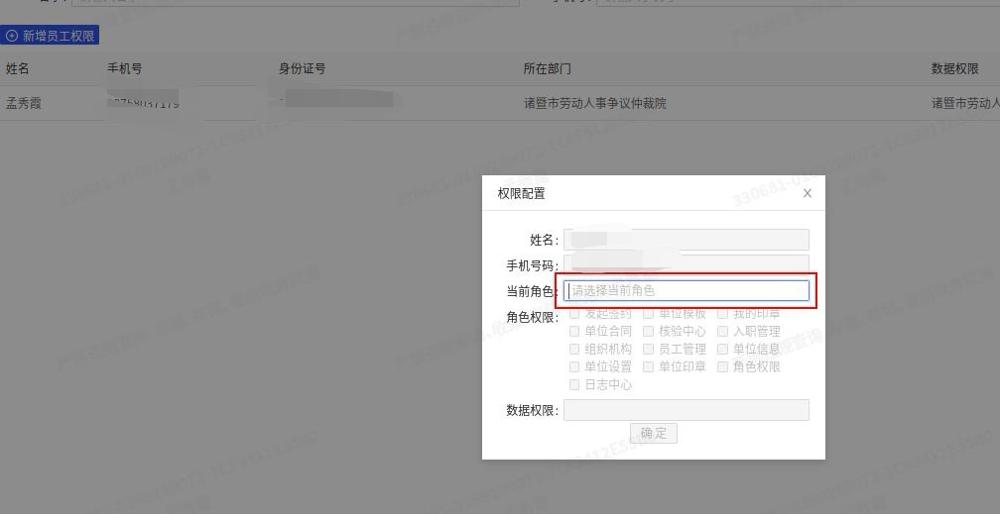 新增员工权限
姓名 手机号 身份证号 所在部门 数据权限
孟秀霞 诸暨市劳动人事争议仲裁院 诸暨市劳动人
权限配置
姓名:
手机号码:
当前角色: 请选择当前角色
角色权限: 发起签约 单位模板 我的印章
单位合同 核验中心 入职管理
组织机构 员工管理 单位信息
单位设置 单位印章 角色权限
日志中心
数据权限:
确 定